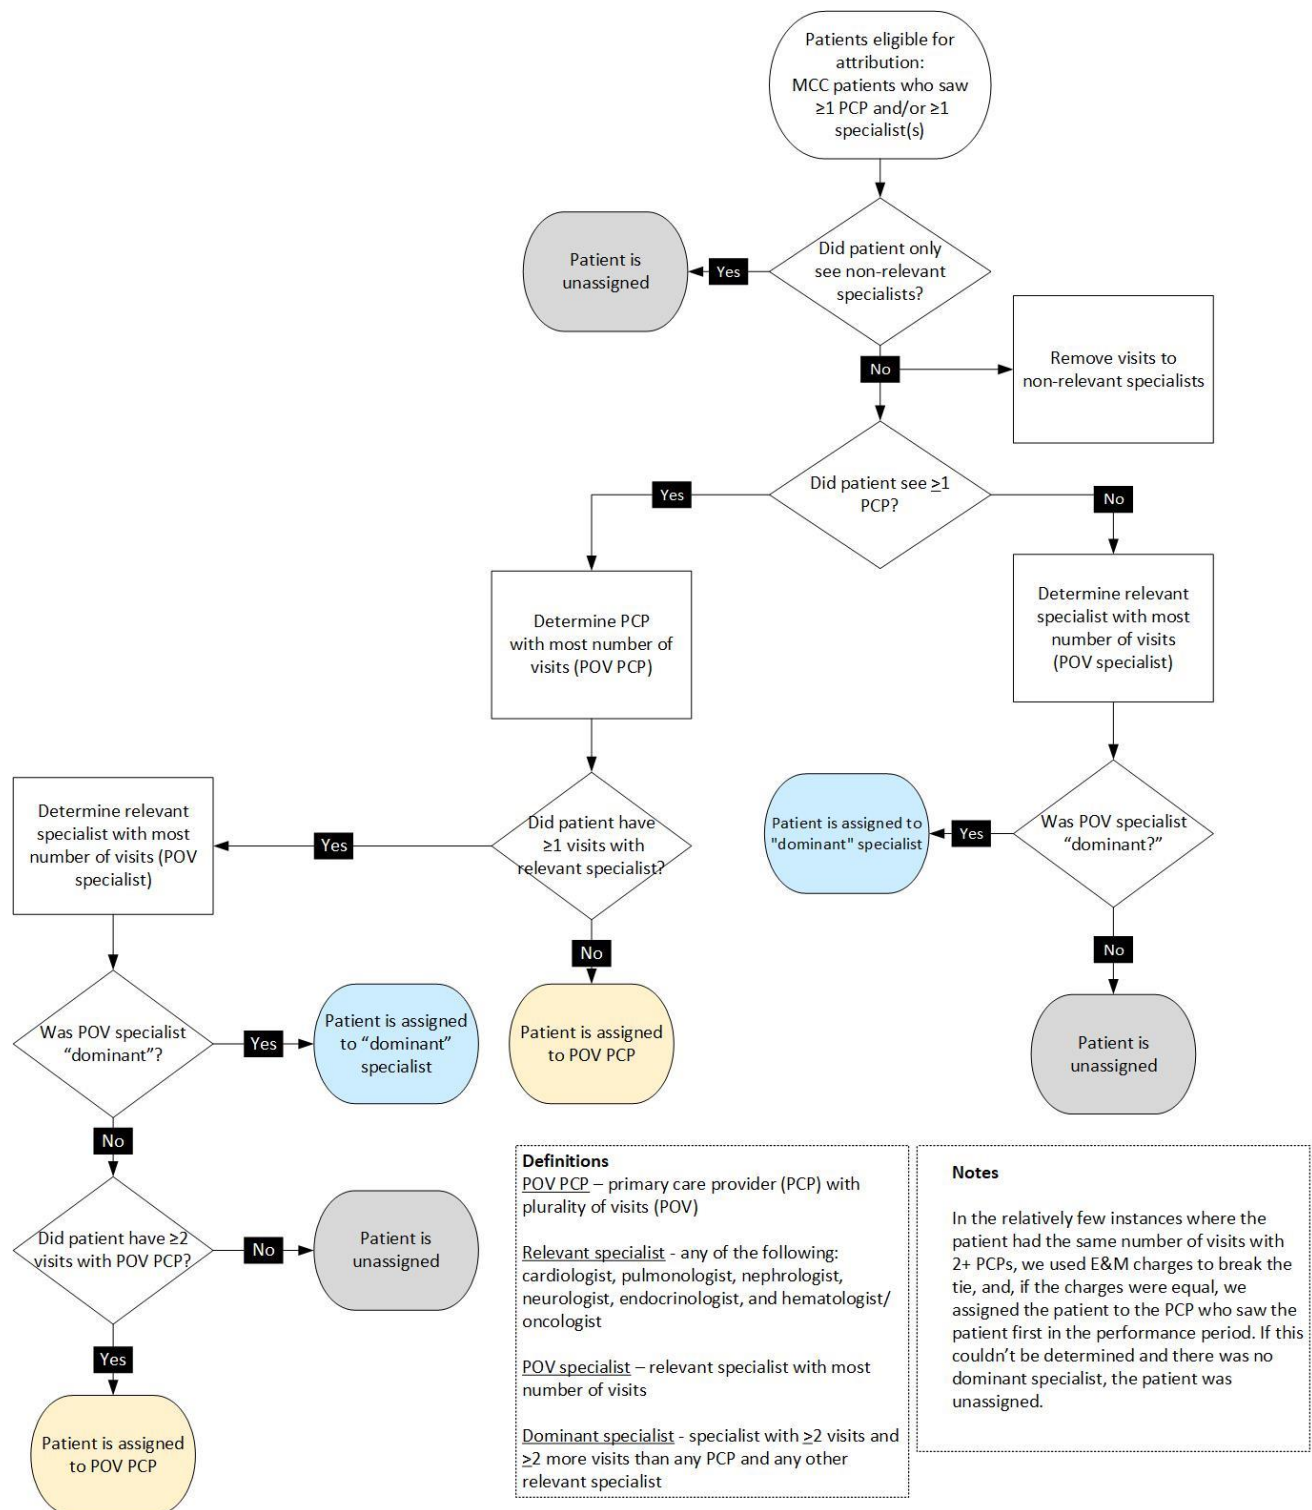 Patients eligible for
attribution:
MCC patients who saw
≥1 PCP and/or ≥1
specialist(s)
Did patient only
see non-relevant
specialists?
Yes
Patient is
unassigned
No
Remove visits to
non-relevant specialists
Did patient see ≥1
PCP?
Yes
No
Determine PCP
with most number of
visits (POV PCP)
Determine relevant
specialist with most
number of visits
(POV specialist)
Did patient have
≥1 visits with
relevant specialist?
Yes
Determine relevant
specialist with most
number of visits (POV
specialist)
Was POV specialist
“dominant?”
Yes
Patient is assigned to
"dominant" specialist
No
Patient is assigned
to POV PCP
No
Patient is
unassigned
Was POV specialist
“dominant”?
Yes
Patient is assigned
to “dominant”
specialist
No
Did patient have ≥2
visits with POV PCP?
No
Patient is
unassigned
Yes
Patient is assigned
to POV PCP
Definitions
POV PCP – primary care provider (PCP) with
plurality of visits (POV)
Relevant specialist - any of the following:
cardiologist, pulmonologist, nephrologist,
neurologist, endocrinologist, and hematologist/
oncologist
POV specialist – relevant specialist with most
number of visits
Dominant specialist - specialist with ≥2 visits and
≥2 more visits than any PCP and any other
relevant specialist
Notes
In the relatively few instances where the
patient had the same number of visits with
2+ PCPs, we used E&M charges to break the
tie, and, if the charges were equal, we
assigned the patient to the PCP who saw the
patient first in the performance period. If this
couldn’t be determined and there was no
dominant specialist, the patient was
unassigned.